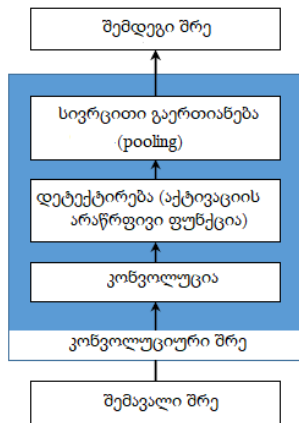 შემდეგი შრე
სივრცითი გაერთიანება
(pooling)
დეტექტირება (აქტივაციის
არაწრფივი ფუნქცია)
კონვოლუცია
კონვოლუციური შრე
შემავალი შრე